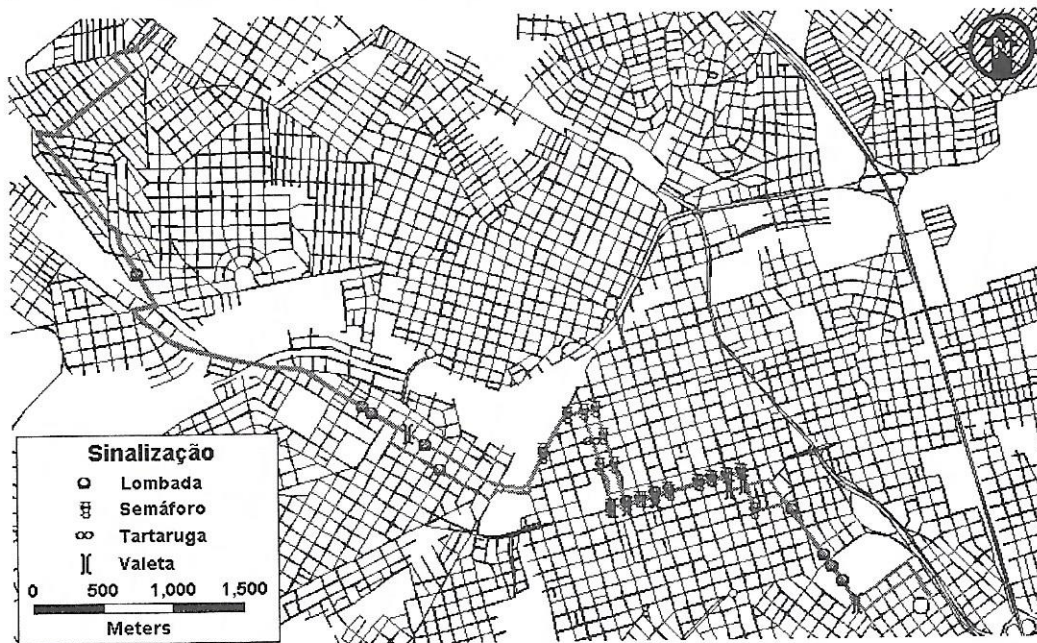 N
Sinalização
Lombada
Semáforo
Tartaruga
Valeta
0 500 1,000 1,500
Meters